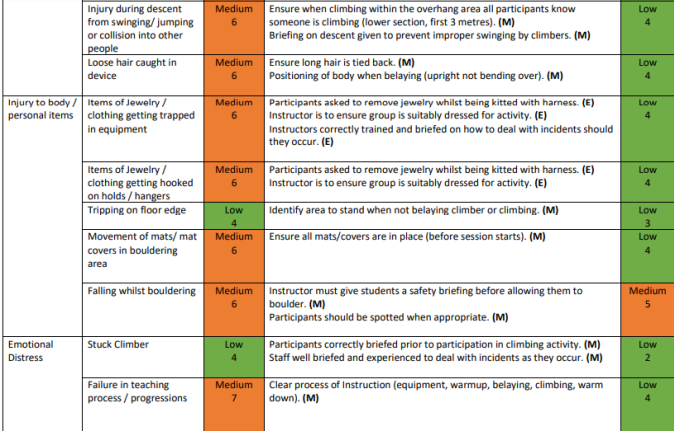 Injury during descent
from swinging/ jumping
or collision into other
people
Medium
6
Ensure when climbing within the overhang area all participants know
someone is climbing (lower section, first 3 metres). (M)
Briefing on descent given to prevent improper swinging by climbers. (M)
Low
4
Loose hair caught in
device
Medium
6
Ensure long hair is tied back. (M)
Positioning of body when belaying (upright not bending over). (M)
Low
4
Injury to body /
personal items
Items of Jewelry /
clothing getting trapped
in equipment
Medium
6
Participants asked to remove jewelry whilst being kitted with harness. (E)
Instructor is to ensure group is suitably dressed for activity. (E)
Instructors correctly trained and briefed on how to deal with incidents should
they occur. (E)
Low
4
Items of Jewelry /
clothing getting hooked
on holds / hangers
Medium
6
Participants asked to remove jewelry whilst being kitted with harness. (E)
Instructor is to ensure group is suitably dressed for activity. (E)
Low
4
Tripping on floor edge
Low
4
Identify area to stand when not belaying climber or climbing. (M)
Low
3
Movement of mats/ mat
covers in bouldering
area
Medium
6
Ensure all mats/covers are in place (before session starts). (M)
Low
4
Falling whilst bouldering
Medium
6
Instructor must give students a safety briefing before allowing them to
boulder. (M)
Participants should be spotted when appropriate. (M)
Medium
5
Emotional
Distress
Stuck Climber
Low
4
Participants correctly briefed prior to participation in climbing activity. (M)
Staff well briefed and experienced to deal with incidents as they occur. (M)
Low
2
Failure in teaching
process / progressions
Medium
7
Clear process of Instruction (equipment, warmup, belaying, climbing, warm
down). (M)
Low
4